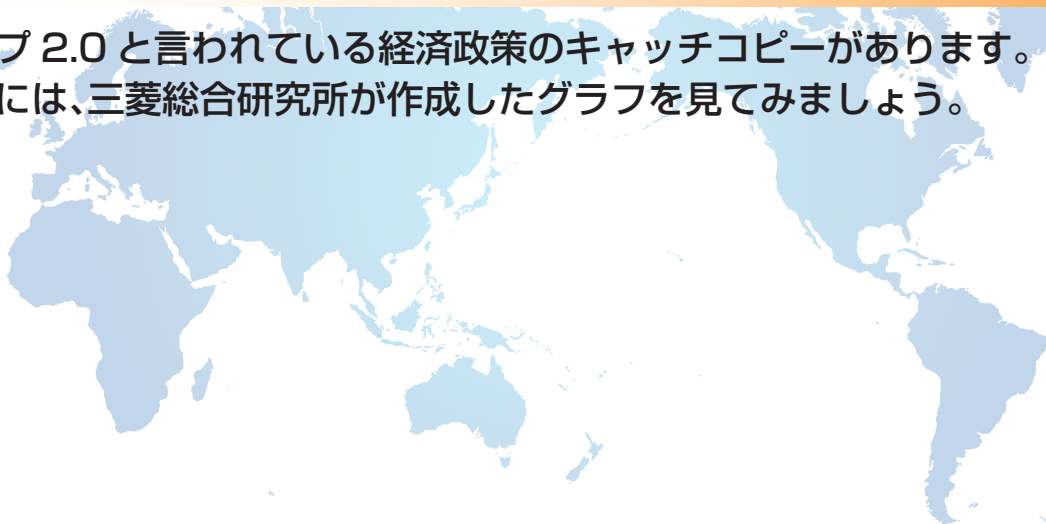 プ 2.0 と言われている経済政策のキャッチコピーがあります。
には、三菱総合研究所が作成したグラフを見てみましょう。